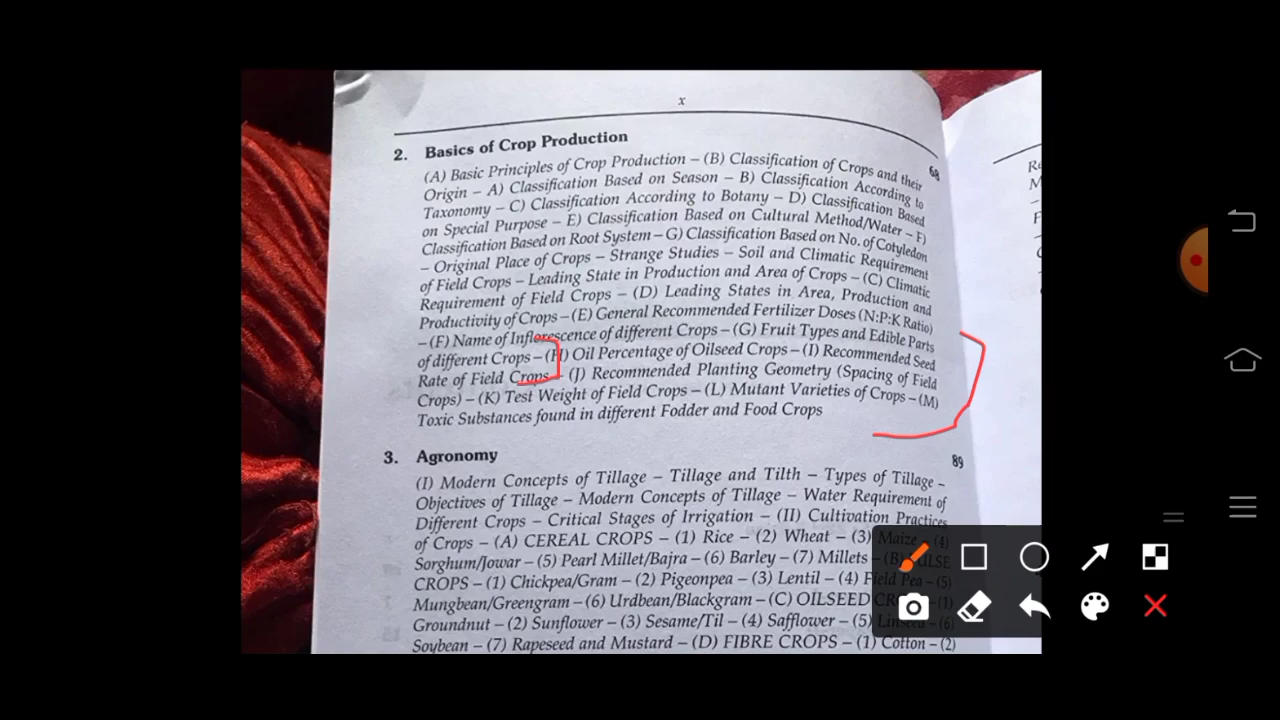 x
2. Basics of Crop Production 68
(A) Basic Principles of Crop Production – (B) Classification of Crops and their
Origin – A) Classification Based on Season – B) Classification According to
Taxonomy – C) Classification According to Botany – D) Classification Based
on Special Purpose – E) Classification Based on Cultural Method/Water – F)
Classification Based on Root System – G) Classification Based on No. of Cotyledon
– Original Place of Crops – Strange Studies – Soil and Climatic Requirement
of Field Crops – Leading State in Production and Area of Crops – (C) Climatic
Requirement of Field Crops – (D) Leading States in Area, Production and
Productivity of Crops – (E) General Recommended Fertilizer Doses (N:P:K Ratio)
– (F) Name of Inflorescence of different Crops – (G) Fruit Types and Edible Parts
of different Crops – (H) Oil Percentage of Oilseed Crops – (I) Recommended Seed
Rate of Field Crops – (J) Recommended Planting Geometry (Spacing of Field
Crops) – (K) Test Weight of Field Crops – (L) Mutant Varieties of Crops – (M)
Toxic Substances found in different Fodder and Food Crops
3. Agronomy 89
(I) Modern Concepts of Tillage – Tillage and Tilth – Types of Tillage –
Objectives of Tillage – Modern Concepts of Tillage – Water Requirement of
Different Crops – Critical Stages of Irrigation – (II) Cultivation Practices
of Crops – (A) CEREAL CROPS – (1) Rice – (2) Wheat – (3) Maize – (4)
Sorghum/Jowar – (5) Pearl Millet/Bajra – (6) Barley – (7) Millets – (B) PULSE
CROPS – (1) Chickpea/Gram – (2) Pigeonpea – (3) Lentil – (4) Field Pea – (5)
Mungbean/Greengram – (6) Urdbean/Blackgram – (C) OILSEED CROPS – (1)
Groundnut – (2) Sunflower – (3) Sesame/Til – (4) Safflower – (5) Linseed – (6)
Soybean – (7) Rapeseed and Mustard – (D) FIBRE CROPS – (1) Cotton – (2)